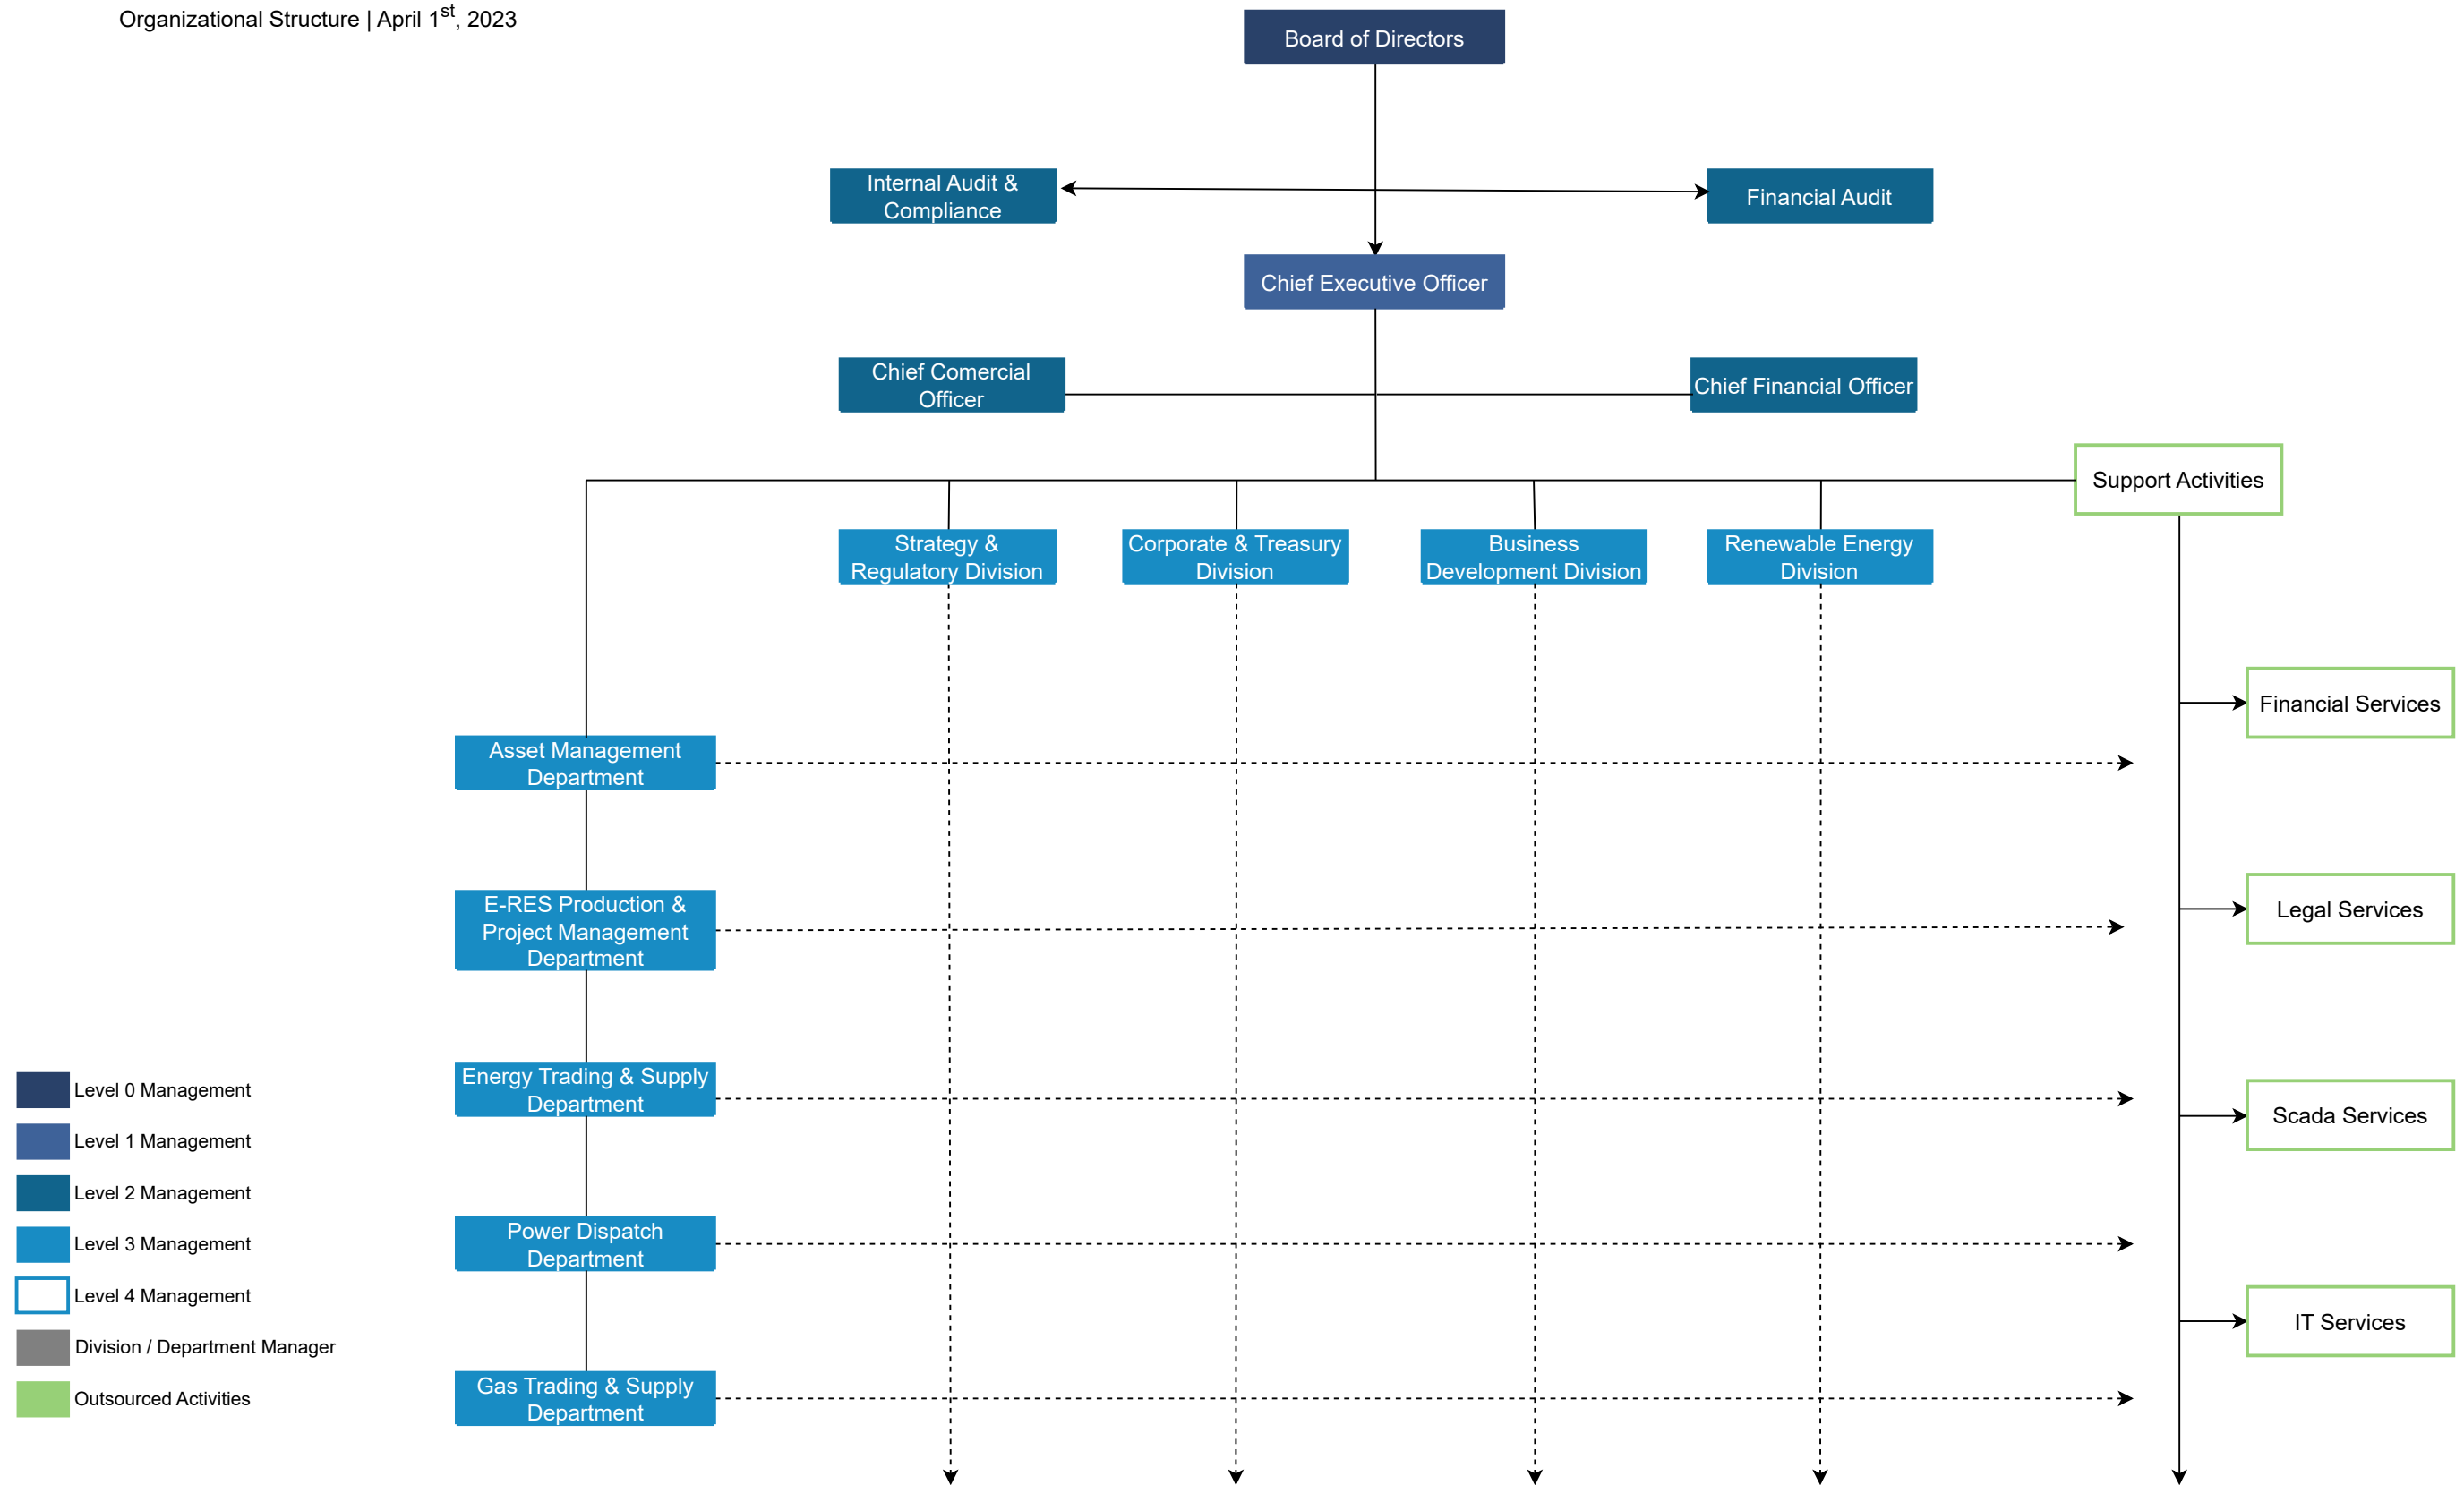 Organizational Structure | April 1st, 2023
Board of Directors
Internal Audit &
Compliance
Financial Audit
Chief Executive Officer
Chief Comercial
Officer
Chief Financial Officer
Support Activities
Strategy &
Regulatory Division
Corporate & Treasury
Division
Business
Development Division
Renewable Energy
Division
Financial Services
Asset Management
Department
E-RES Production &
Project Management
Department
Legal Services
Energy Trading & Supply
Department
Scada Services
Power Dispatch
Department
IT Services
Gas Trading & Supply
Department
Level 0 Management
Level 1 Management
Level 2 Management
Level 3 Management
Level 4 Management
Division / Department Manager
Outsourced Activities